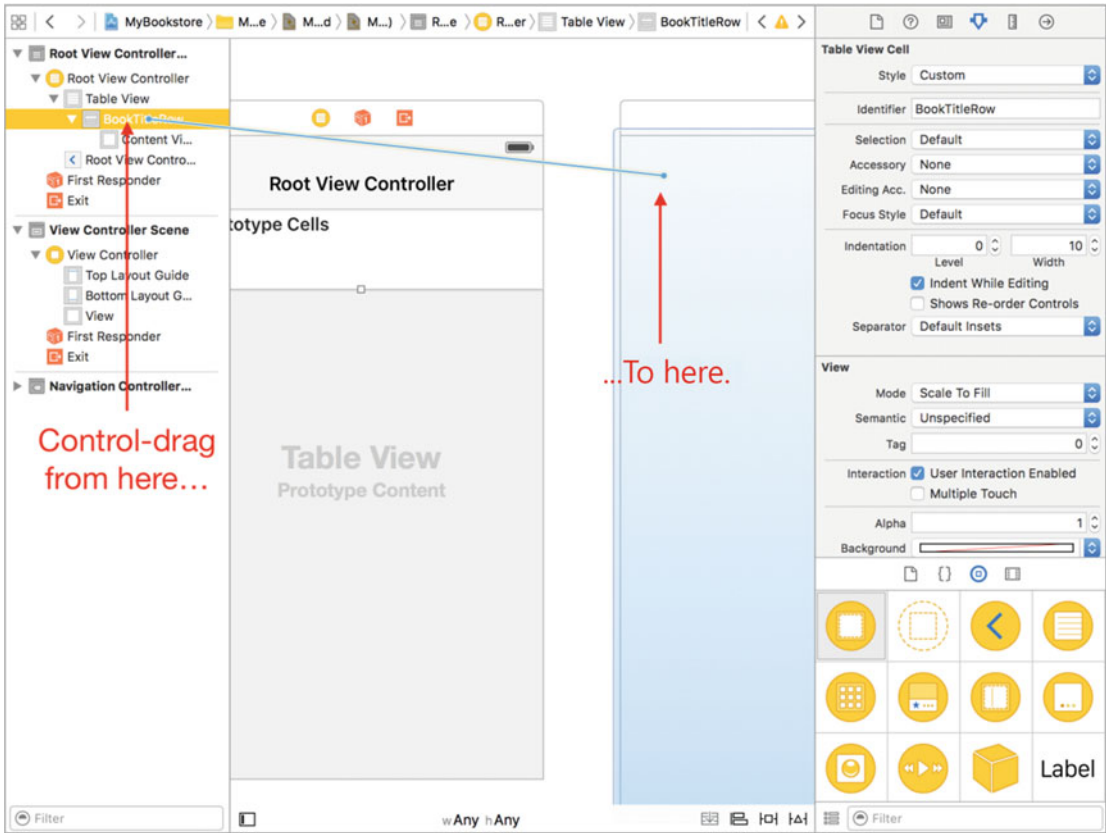 MyBookstore
M...e
M...d
M...)
R...e
R...er
Table View
BookTitleRow
Root View Controller...
Root View Controller
Table View
BookTitleRow
Content Vi...
Root View Contro...
First Responder
Exit
View Controller Scene
View Controller
Top Layout Guide
Bottom Layout G...
View
First Responder
Exit
Navigation Controller...
Control-drag
from here...
Filter
Root View Controller
totype Cells
Table View
Prototype Content
...To here.
wAny hAny
Table View Cell
Style Custom
Identifier BookTitleRow
Selection Default
Accessory None
Editing Acc. None
Focus Style Default
Indentation 0 10
Level Width
Indent While Editing
Shows Re-order Controls
Separator Default Insets
View
Mode Scale To Fill
Semantic Unspecified
Tag 0
Interaction User Interaction Enabled
Multiple Touch
Alpha 1
Background
{}
Label
Filter